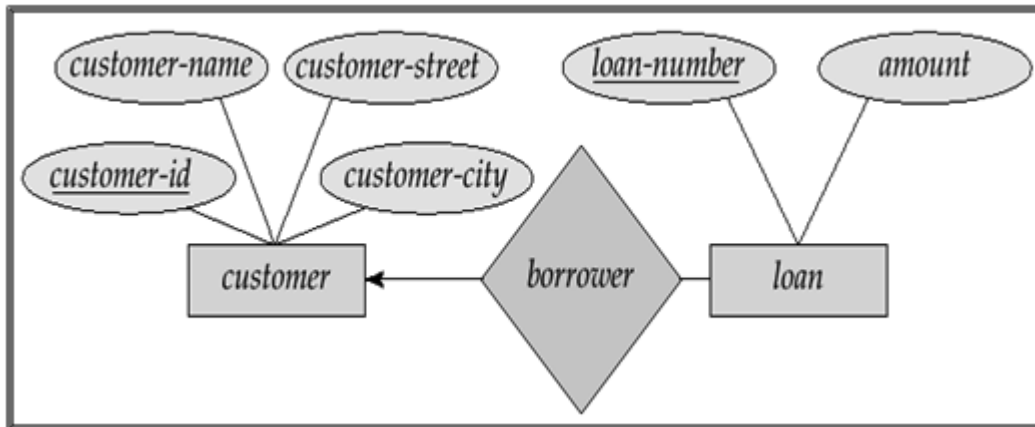 customer-name
customer-street
loan-number
amount
customer-id
customer-city
customer
borrower
loan